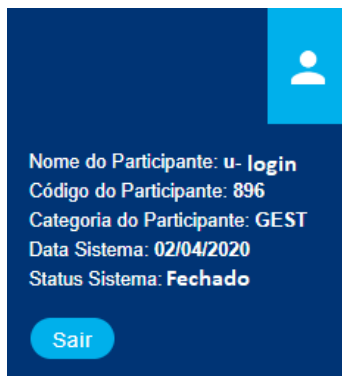 Nome do Participante: u- login
Código do Participante: 896
Categoria do Participante: GEST
Data Sistema: 02/04/2020
Status Sistema: Fechado
Sair